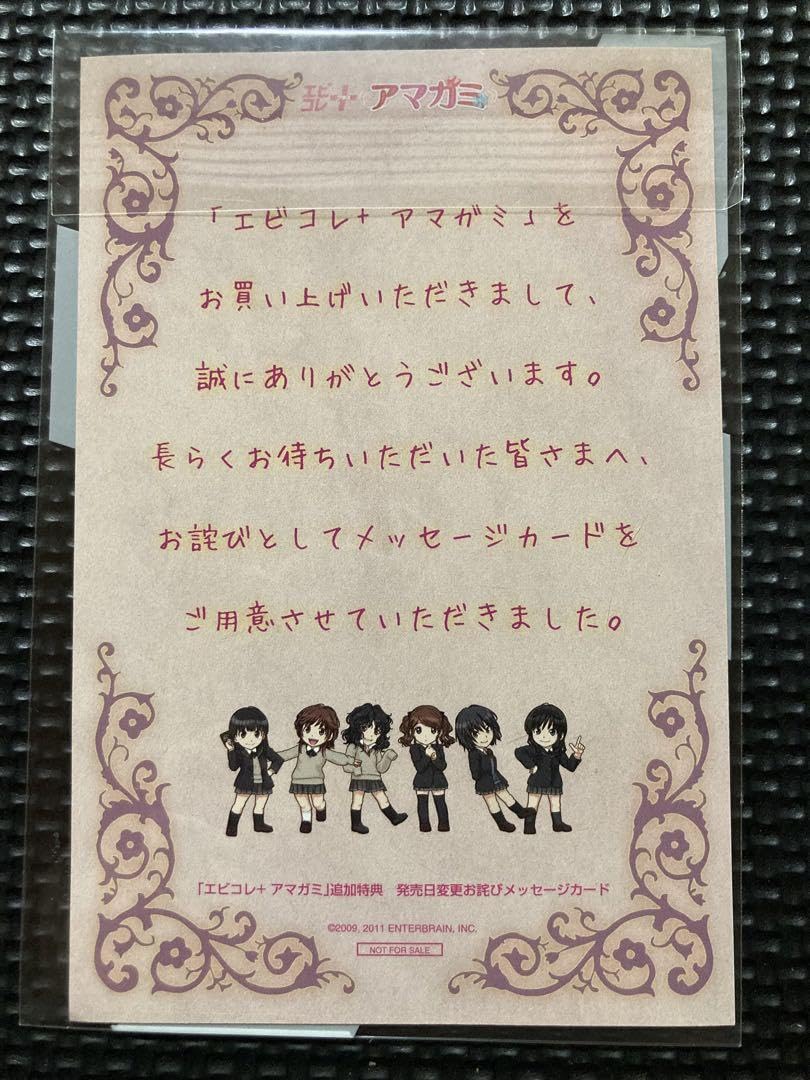 エビコレ+ アマガミ
「エビコレ+ アマガミ」を
お買い上げいただきまして、
誠にありがとうございます。
長らくお待ちいただいた皆さまへ、
お詫びとしてメッセージカードを
ご用意させていただきました。
「エビコレ+ アマガミ」追加特典　発売日変更お詫びメッセージカード
©2009, 2011 ENTERBRAIN, INC.
NOT FOR SALE